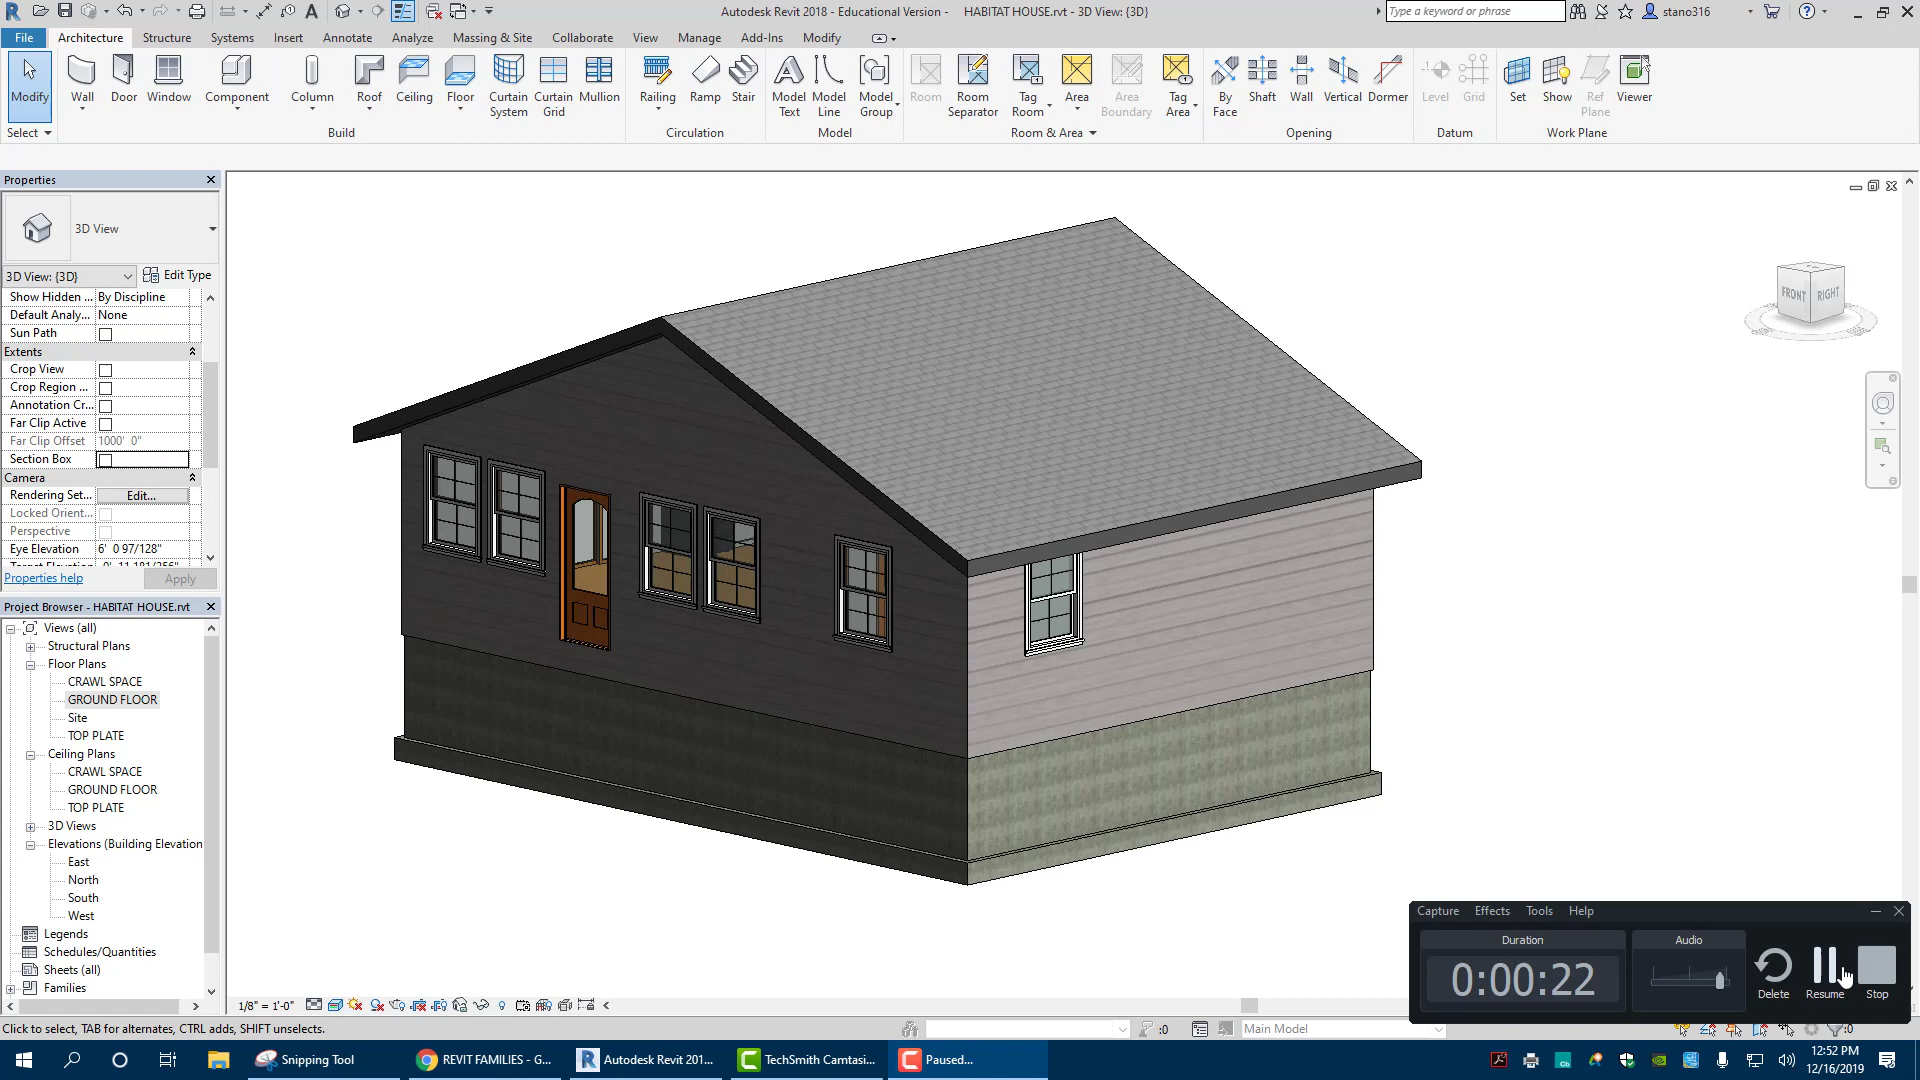 Autodesk Revit 2018 - Educational Version - HABITAT HOUSE.rvt - 3D View: {3D}
Type a keyword or phrase
stano316
File Architecture Structure Systems Insert Annotate Analyze Massing & Site Collaborate View Manage Add-Ins Modify
Modify Wall Door Window Component Column Roof Ceiling Floor Curtain System Curtain Grid Mullion Railing Ramp Stair Model Text Model Line Model Group Room Room Separator Tag Room Area Area Boundary Tag Area By Face Shaft Wall Vertical Dormer Level Grid Set Show Ref Plane Viewer
Select Build Circulation Model Room & Area Opening Datum Work Plane
Properties
3D View
3D View: {3D} Edit Type
Show Hidden ... By Discipline
Default Analy... None
Sun Path
Extents
Crop View
Crop Region ...
Annotation Cr...
Far Clip Active
Far Clip Offset 1000' 0"
Section Box
Camera
Rendering Set... Edit...
Locked Orient...
Perspective
Eye Elevation 6' 0 97/128"
Properties help Apply
Project Browser - HABITAT HOUSE.rvt
Views (all)
Structural Plans
Floor Plans
CRAWL SPACE
GROUND FLOOR
Site
TOP PLATE
Ceiling Plans
CRAWL SPACE
GROUND FLOOR
TOP PLATE
3D Views
Elevations (Building Elevation
East
North
South
West
Legends
Schedules/Quantities
Sheets (all)
Families
FRONT RIGHT
1/8" = 1'-0"
Capture Effects Tools Help
Duration Audio
0:00:22
Delete Resume Stop
Click to select, TAB for alternates, CTRL adds, SHIFT unselects.
:0 Main Model :0
Snipping Tool REVIT FAMILIES - G... Autodesk Revit 201... TechSmith Camtasi... Paused...
12:52 PM
12/16/2019